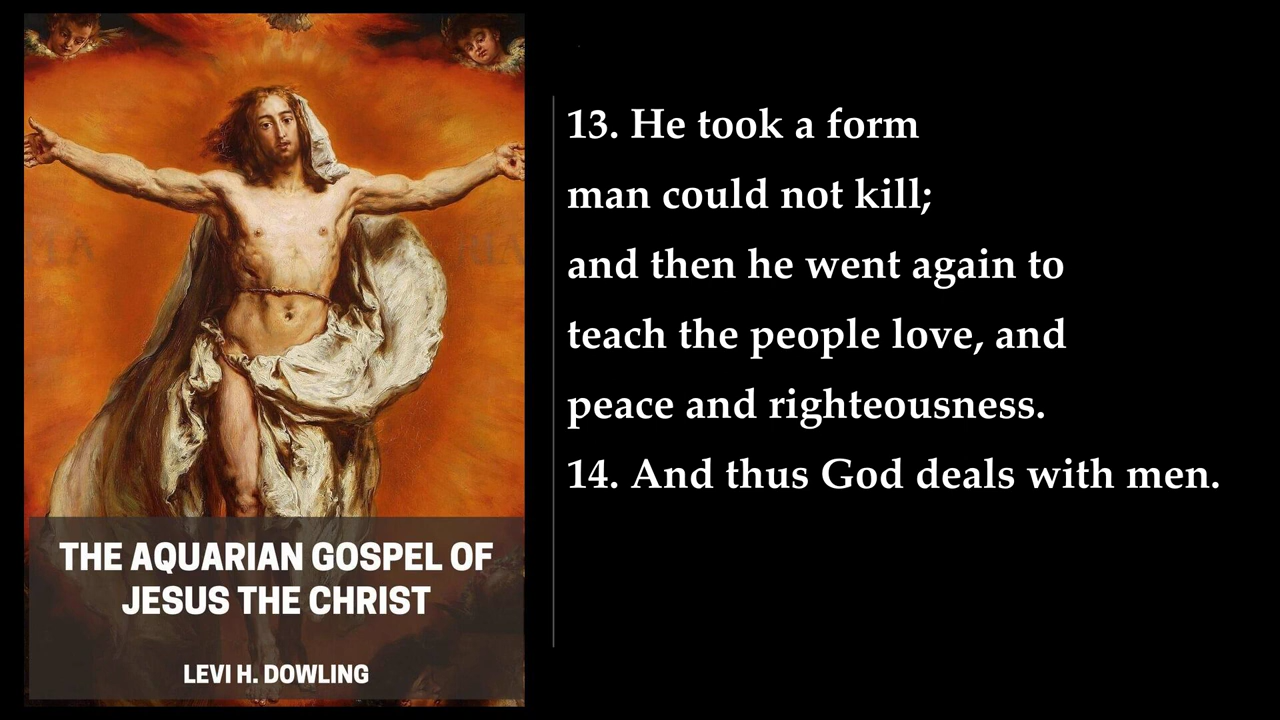 13. He took a form
man could not kill;
and then he went again to
teach the people love, and
peace and righteousness.
14. And thus God deals with men.
THE AQUARIAN GOSPEL OF
JESUS THE CHRIST
LEVI H. DOWLING